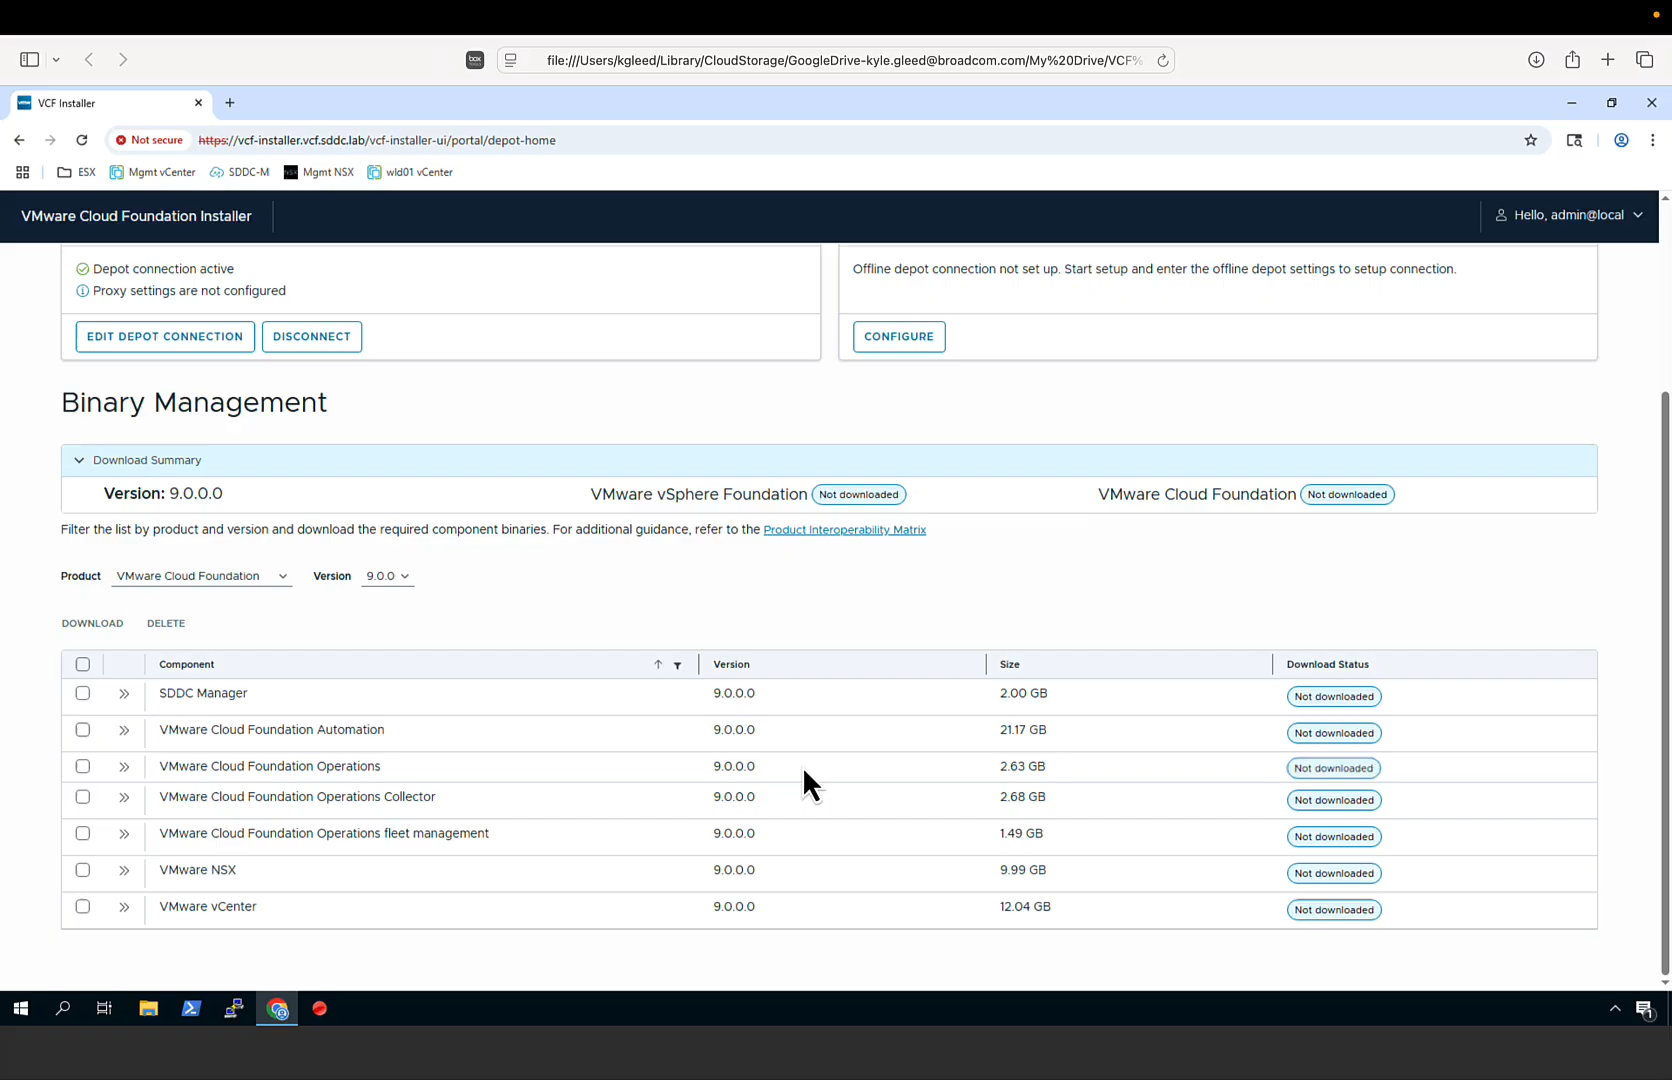 box
file:///Users/kgleed/Library/CloudStorage/GoogleDrive-kyle.gleed@broadcom.com/My%20Drive/VCF%
VCF Installer
Not secure https://vcf-installer.vcf.sddc.lab/vcf-installer-ui/portal/depot-home
ESX Mgmt vCenter SDDC-M Mgmt NSX wld01 vCenter
VMware Cloud Foundation Installer
Hello, admin@local
Depot connection active
Proxy settings are not configured
EDIT DEPOT CONNECTION DISCONNECT
Offline depot connection not set up. Start setup and enter the offline depot settings to setup connection.
CONFIGURE
Binary Management
Download Summary
Version: 9.0.0.0 VMware vSphere Foundation Not downloaded VMware Cloud Foundation Not downloaded
Filter the list by product and version and download the required component binaries. For additional guidance, refer to the Product Interoperability Matrix
Product VMware Cloud Foundation Version 9.0.0
DOWNLOAD DELETE
Component Version Size Download Status
SDDC Manager 9.0.0.0 2.00 GB Not downloaded
VMware Cloud Foundation Automation 9.0.0.0 21.17 GB Not downloaded
VMware Cloud Foundation Operations 9.0.0.0 2.63 GB Not downloaded
VMware Cloud Foundation Operations Collector 9.0.0.0 2.68 GB Not downloaded
VMware Cloud Foundation Operations fleet management 9.0.0.0 1.49 GB Not downloaded
VMware NSX 9.0.0.0 9.99 GB Not downloaded
VMware vCenter 9.0.0.0 12.04 GB Not downloaded
1